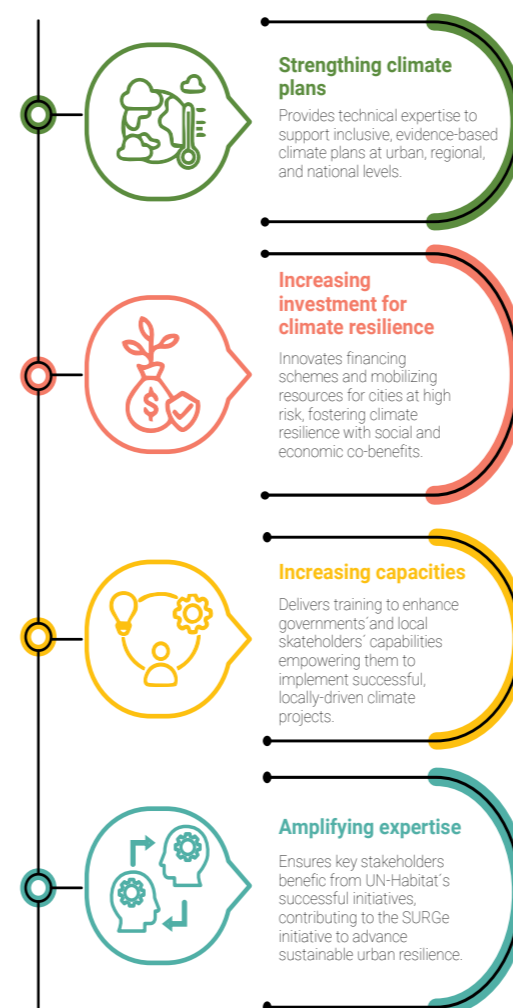 Strengthing climate
plans
Provides technical expertise to
support inclusive, evidence-based
climate plans at urban, regional,
and national levels.
Increasing
investment for
climate resilience
Innovates financing
schemes and mobilizing
resources for cities at high
risk, fostering climate
resilience with social and
economic co-benefits.
$
Increasing capacities
Delivers training to enhance
governments´and local
skateholders´ capabilities
empowering them to
implement successful,
locally-driven climate
projects.
Amplifying expertise
Ensures key stakeholders
benefic from UN-Habitat´s
successful initiatives,
contributing to the SURGe
initiative to advance
sustainable urban resilience.